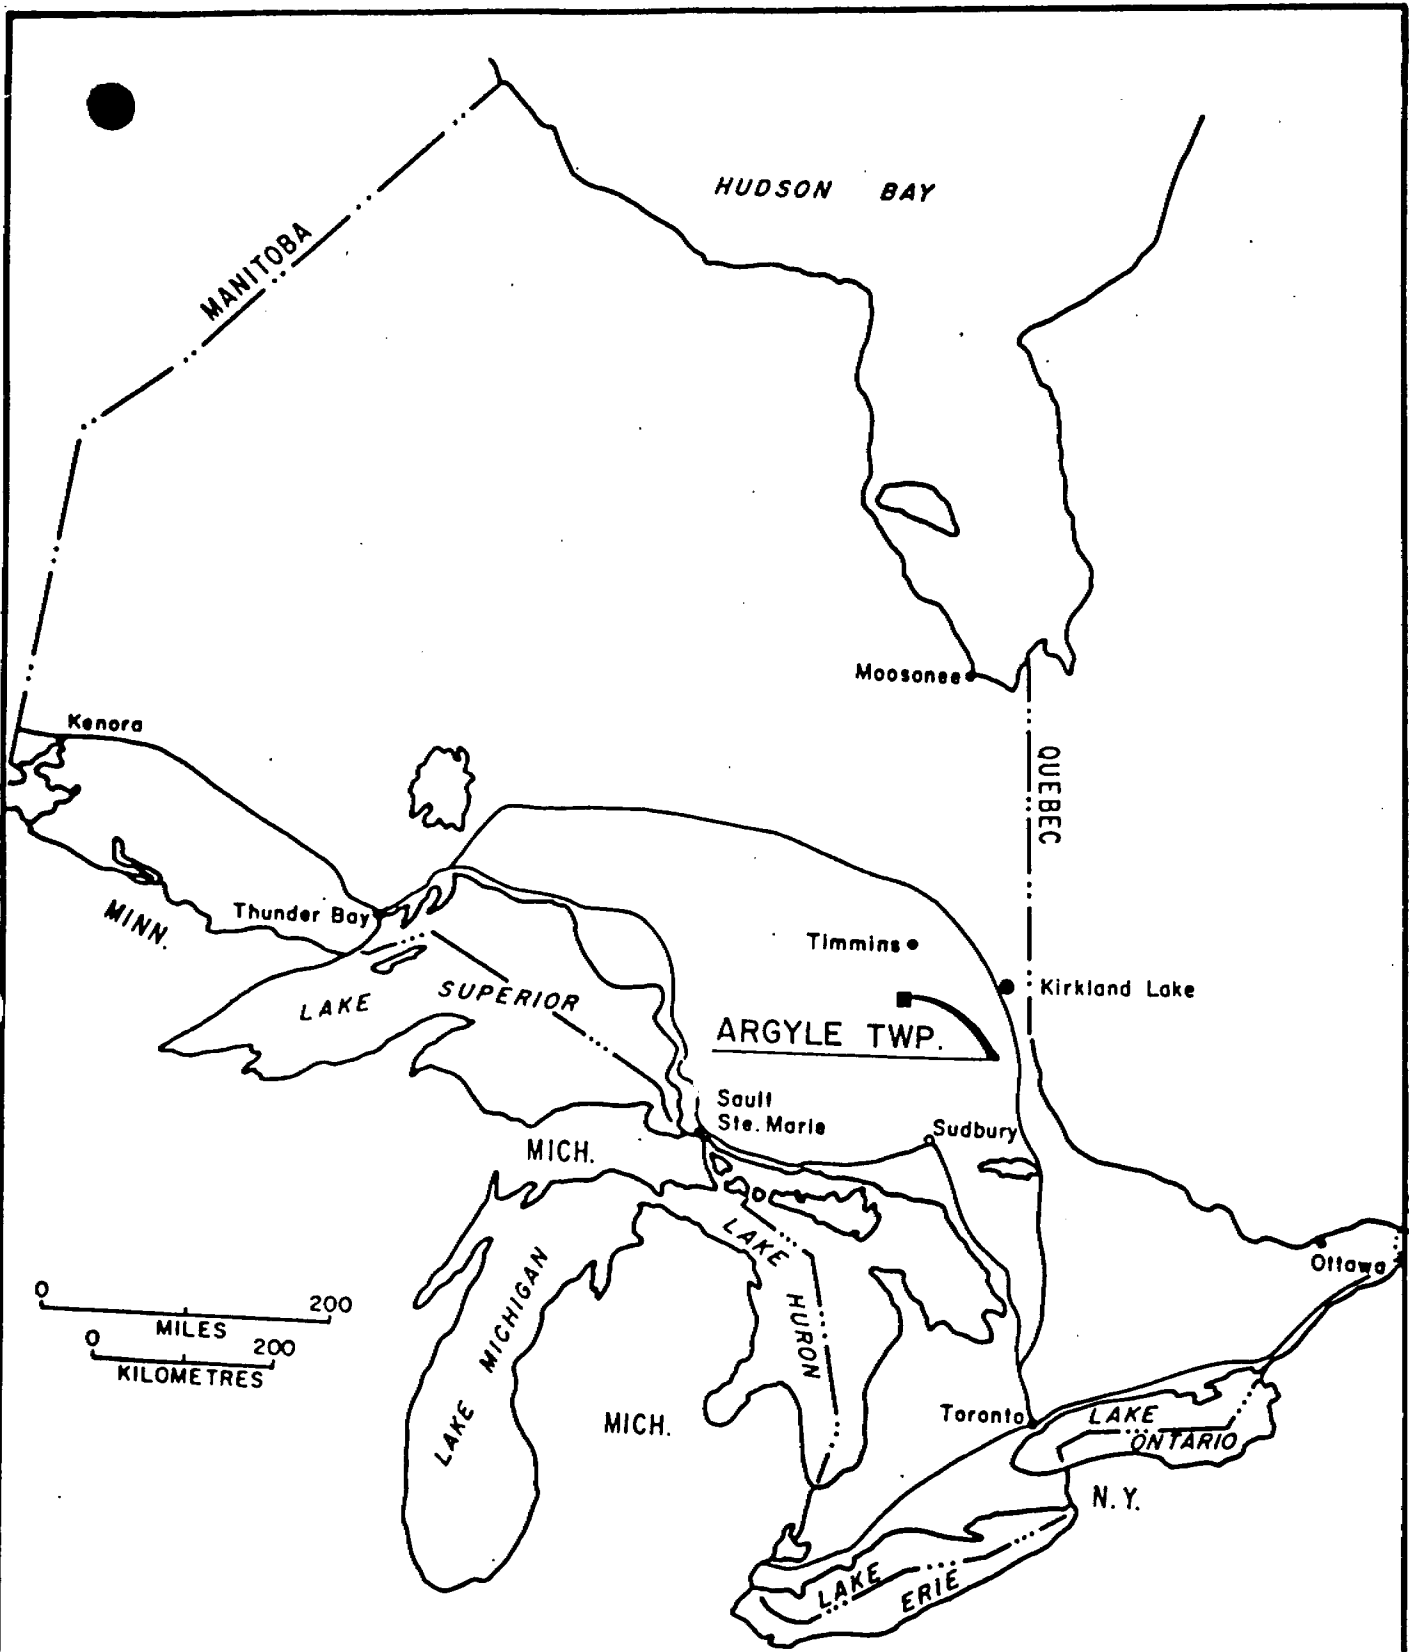 HUDSON BAY
MANITOBA
Moosonee
Kenora
QUEBEC
Thunder Bay
MINN.
Timmins
Kirkland Lake
LAKE SUPERIOR
ARGYLE TWP.
Sault
Ste. Marie
Sudbury
MICH.
LAKE
HURON
Ottawa
LAKE MICHIGAN
0 200
MILES
0 200
KILOMETRES
MICH.
Toronto
LAKE
ONTARIO
N.Y.
LAKE
ERIE